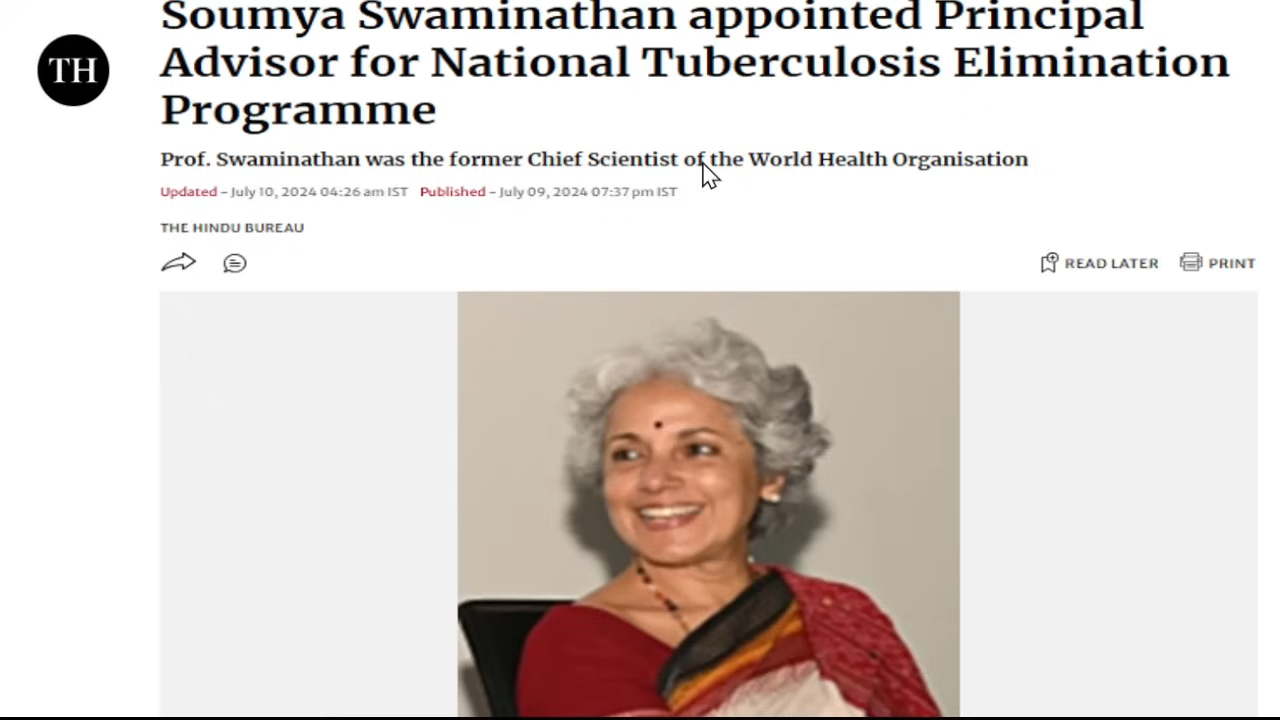 Soumya Swaminathan appointed Principal
Advisor for National Tuberculosis Elimination
Programme
TH
Prof. Swaminathan was the former Chief Scientist of the World Health Organisation
Updated - July 10, 2024 04:26 am IST Published - July 09, 2024 07:37 pm IST
THE HINDU BUREAU
READ LATER PRINT